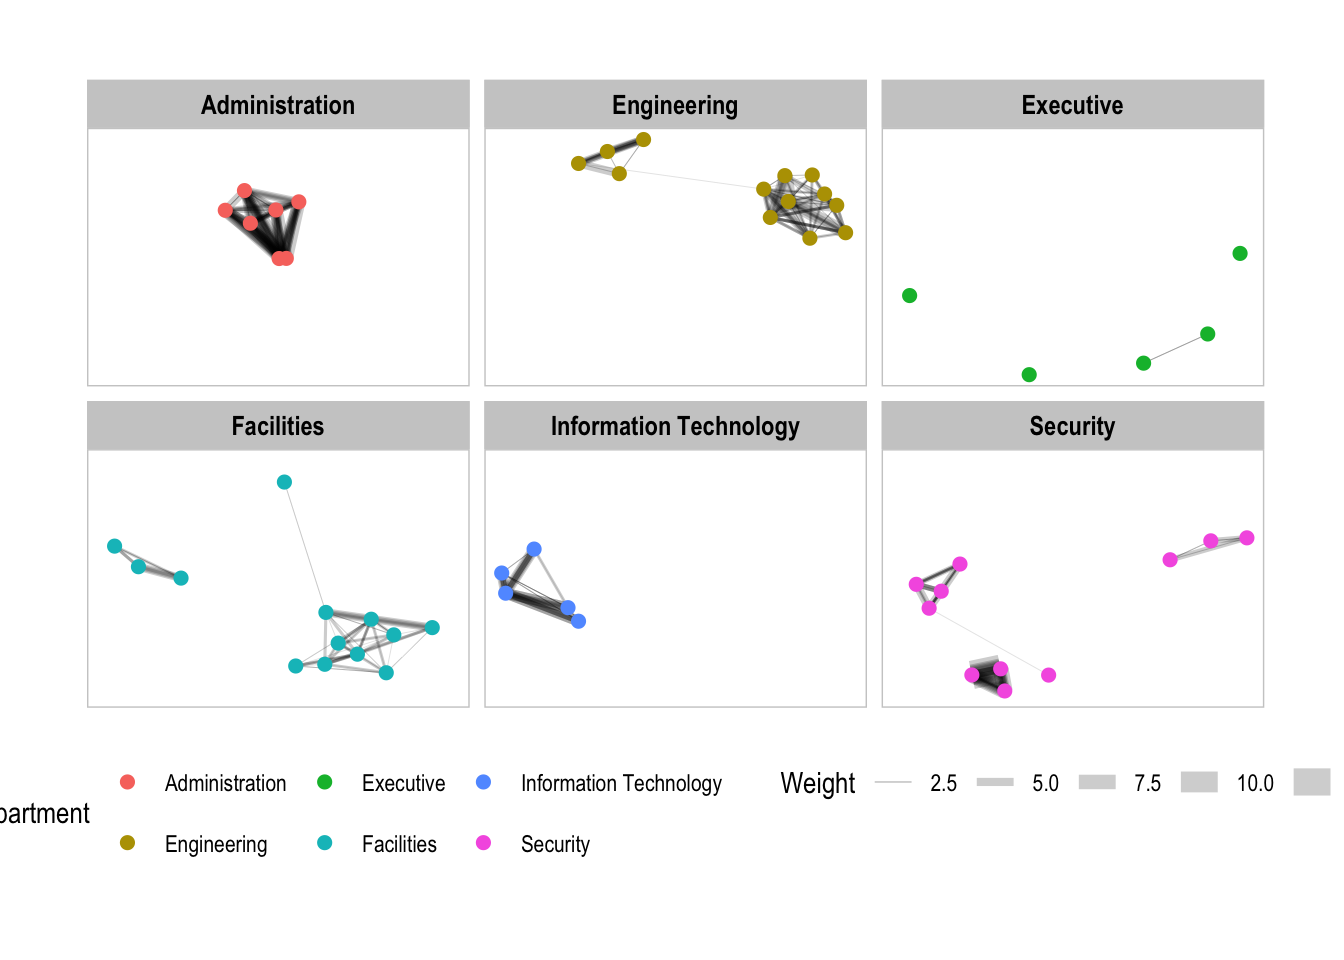 Administration
Engineering
Executive
Facilities
Information Technology
Security
partment
Administration
Executive
Information Technology
Engineering
Facilities
Security
Weight
2.5
5.0
7.5
10.0